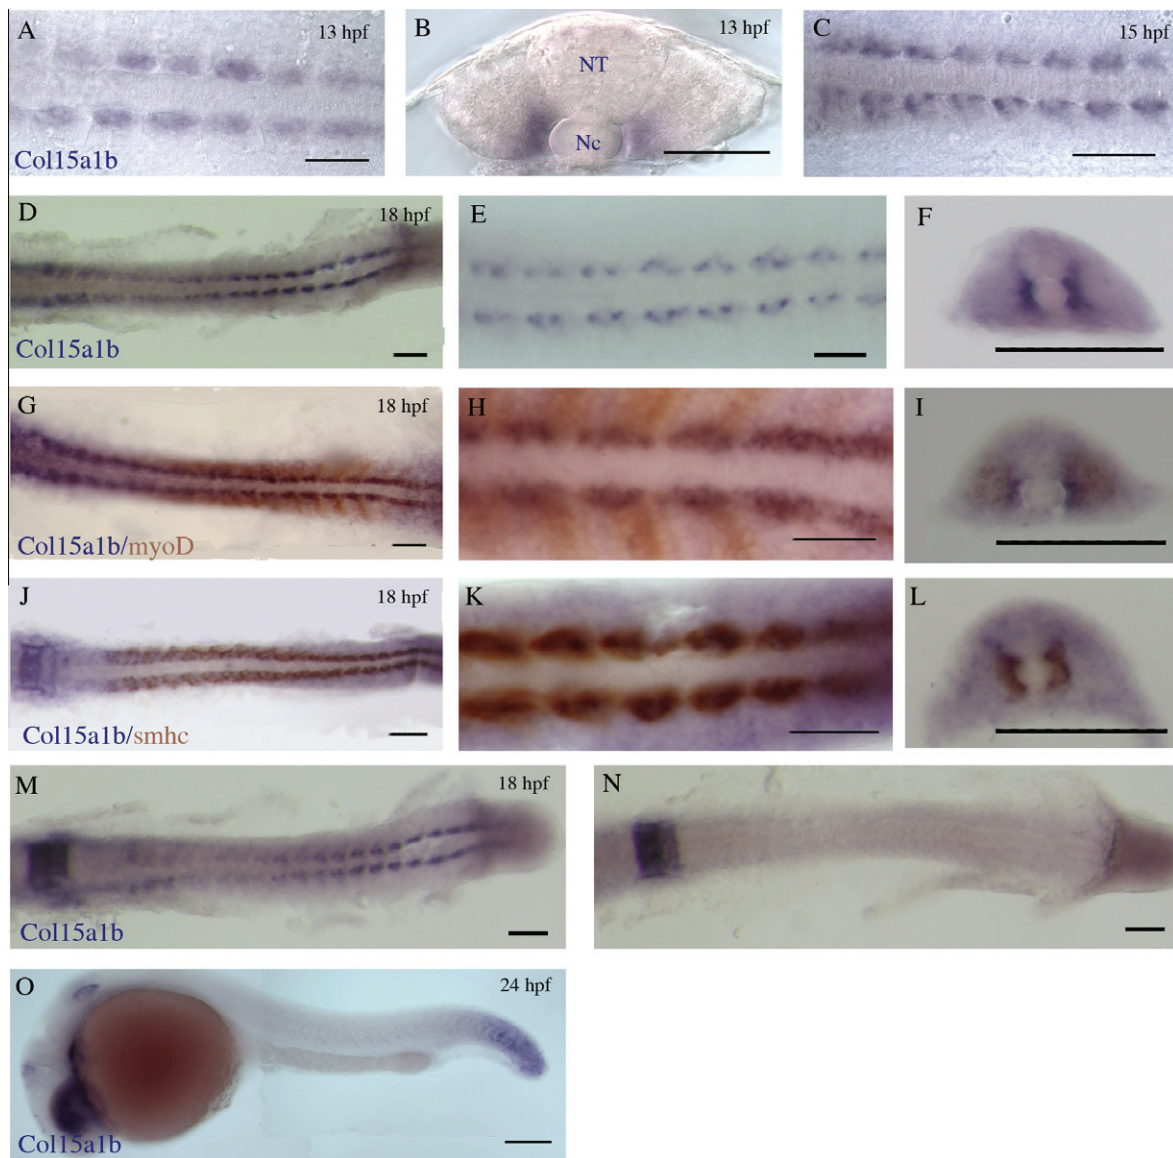 A 13 hpf B 13 hpf C 15 hpf
NT
Nc
Col15a1b
D 18 hpf E F
Col15a1b
G 18 hpf H I
Col15a1b/myoD
J 18 hpf K L
Col15a1b/smhc
M 18 hpf N
Col15a1b
O 24 hpf
Col15a1b